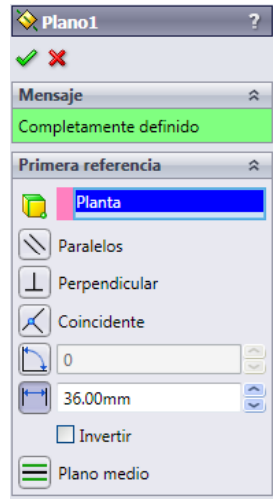 Plano1 ?
Mensaje
Completamente definido
Primera referencia
Planta
Paralelos
Perpendicular
Coincidente
0
36.00mm
Invertir
Plano medio